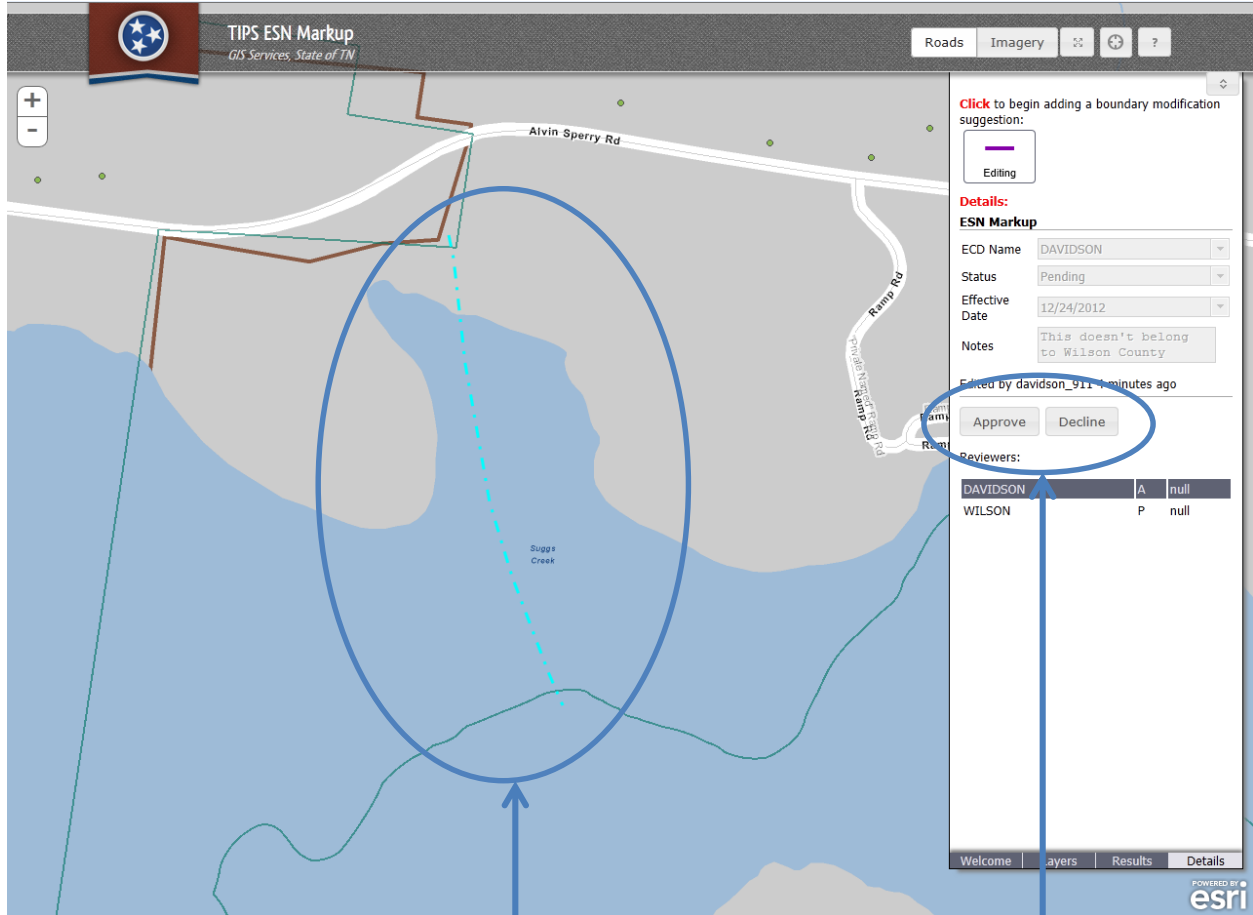 TIPS ESN Markup
GIS Services, State of TN
Roads Imagery ?
+
-
Click to begin adding a boundary modification
suggestion:
Editing
Details:
ESN Markup
ECD Name DAVIDSON
Status Pending
Effective
Date
12/24/2012
Notes
This doesn't belong
to Wilson County
Edited by davidson_911 4 minutes ago
Approve Decline
Reviewers:
DAVIDSON A null
WILSON P null
Welcome Layers Results Details
POWERED BY
esri
Alvin Sperry Rd
Ramp Rd
"Private Named" Ramp Rd
Ramp Rd
Suggs
Creek